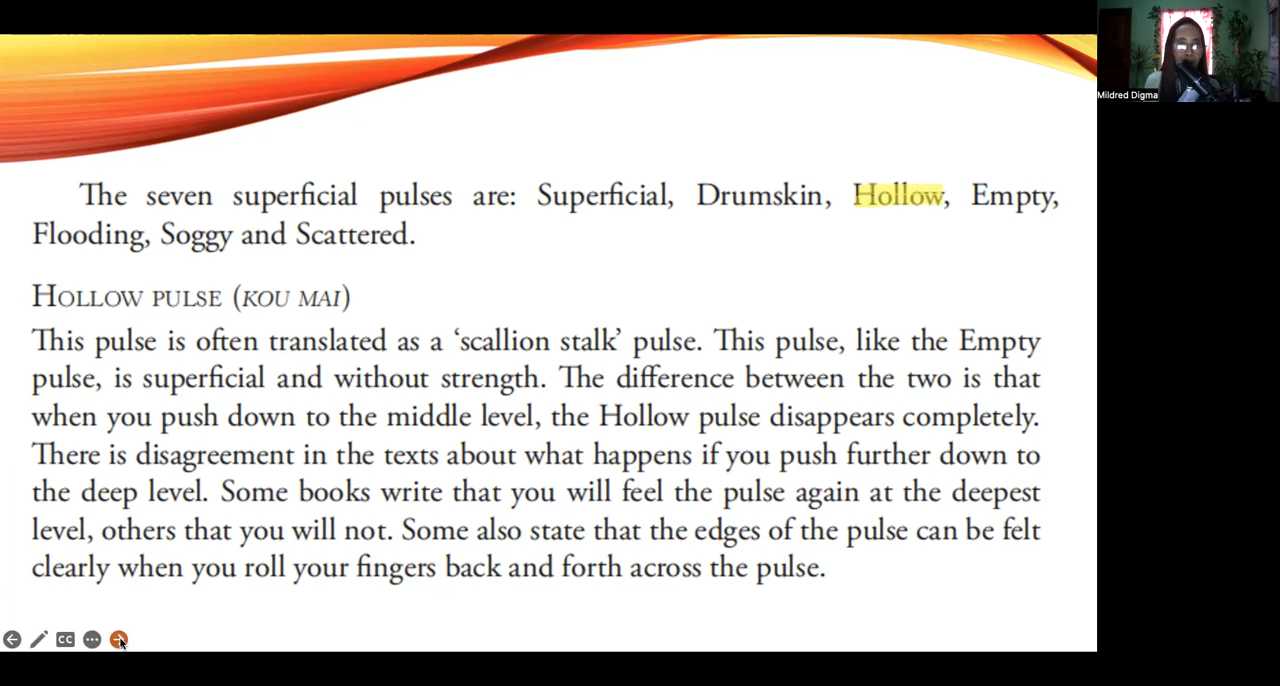 The seven superficial pulses are: Superficial, Drumskin, Hollow, Empty,
Flooding, Soggy and Scattered.
HOLLOW PULSE (KOU MAI)
This pulse is often translated as a ‘scallion stalk’ pulse. This pulse, like the Empty
pulse, is superficial and without strength. The difference between the two is that
when you push down to the middle level, the Hollow pulse disappears completely.
There is disagreement in the texts about what happens if you push further down to
the deep level. Some books write that you will feel the pulse again at the deepest
level, others that you will not. Some also state that the edges of the pulse can be felt
clearly when you roll your fingers back and forth across the pulse.
CC
Mildred Digma